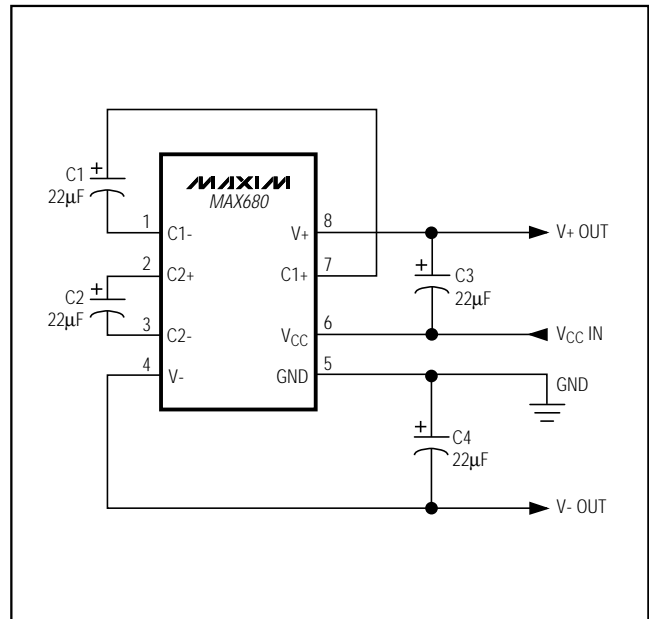 MAXIM
MAX680
C1
+
22µF
1
C1-
V+
8
V+ OUT
2
C2+
C1+
7
+
C3
22µF
+
C2
22µF
3
C2-
VCC
6
VCC IN
4
V-
GND
5
GND
+
C4
22µF
V- OUT